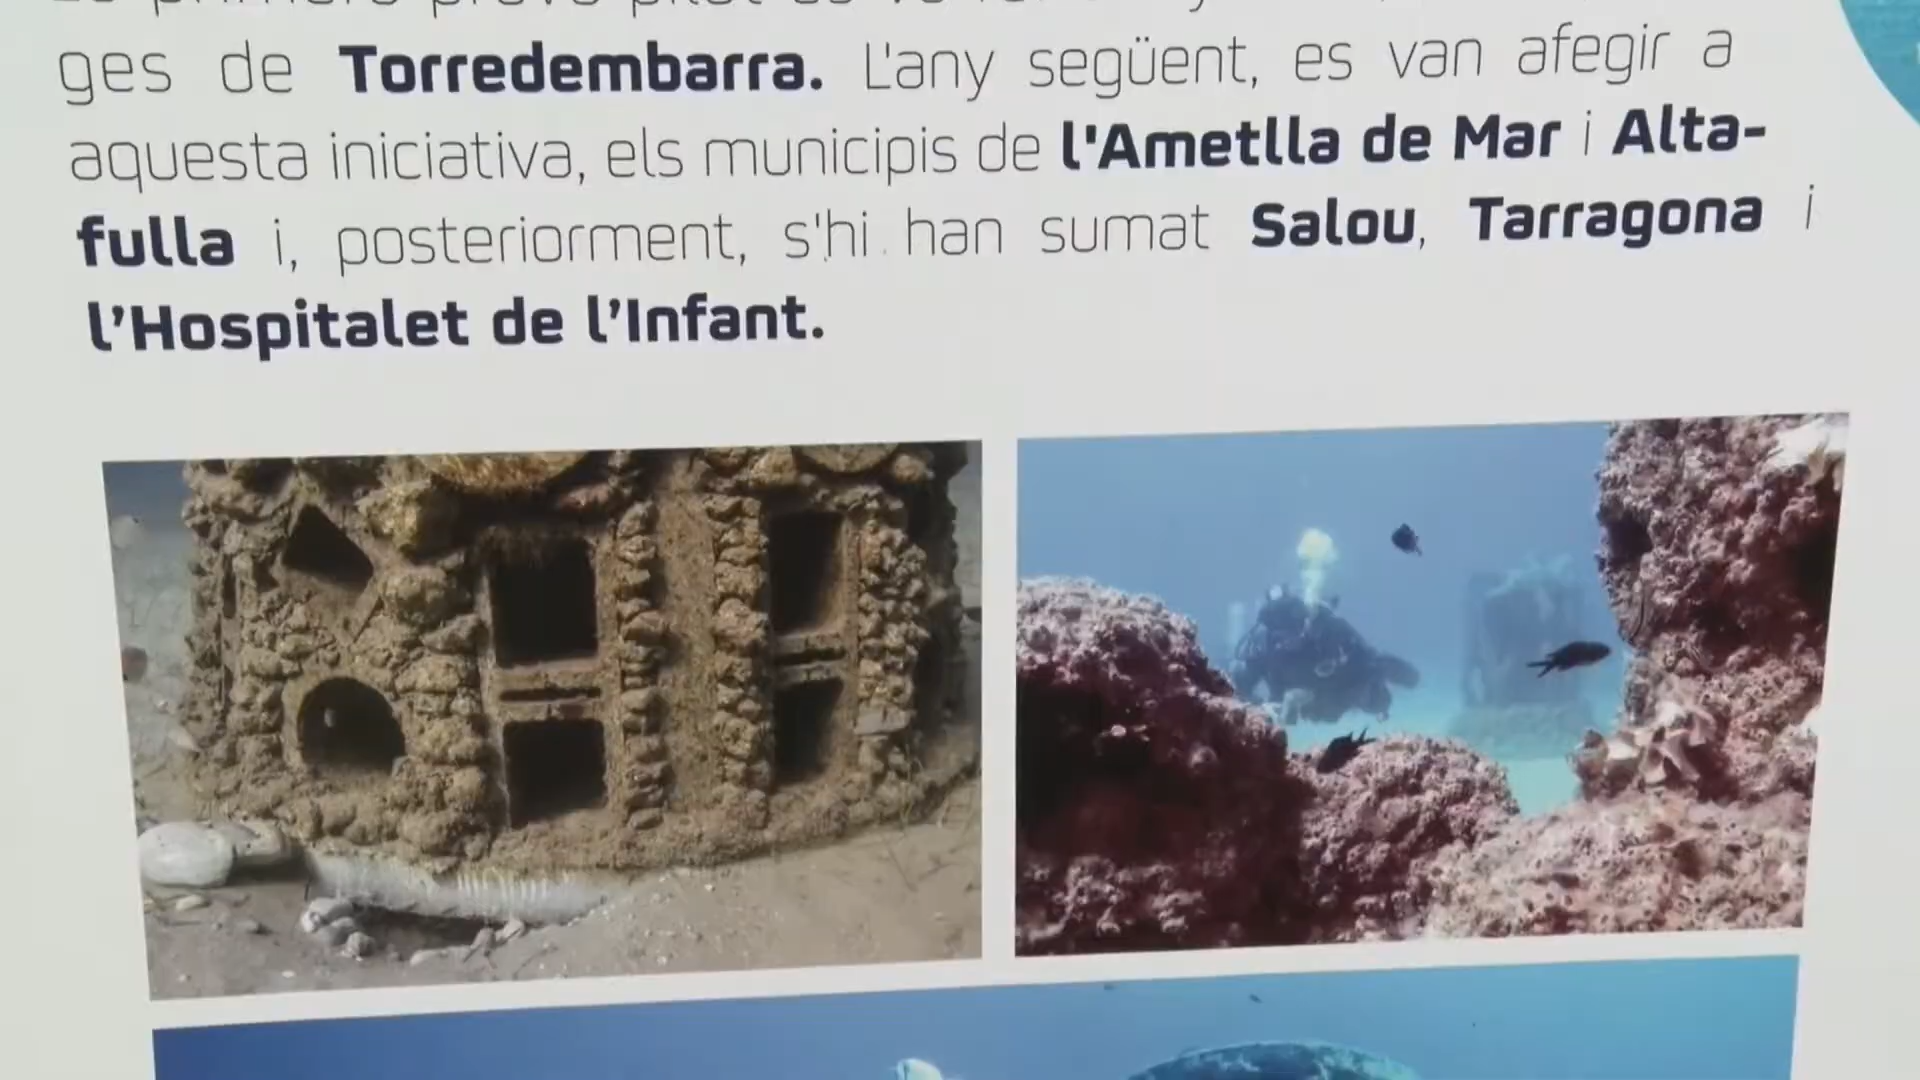 ges de Torredembarra. L'any següent, es van afegir a
aquesta iniciativa, els municipis de l'Ametlla de Mar i Alta-
fulla i, posteriorment, s'hi han sumat Salou, Tarragona i
l'Hospitalet de l'Infant.